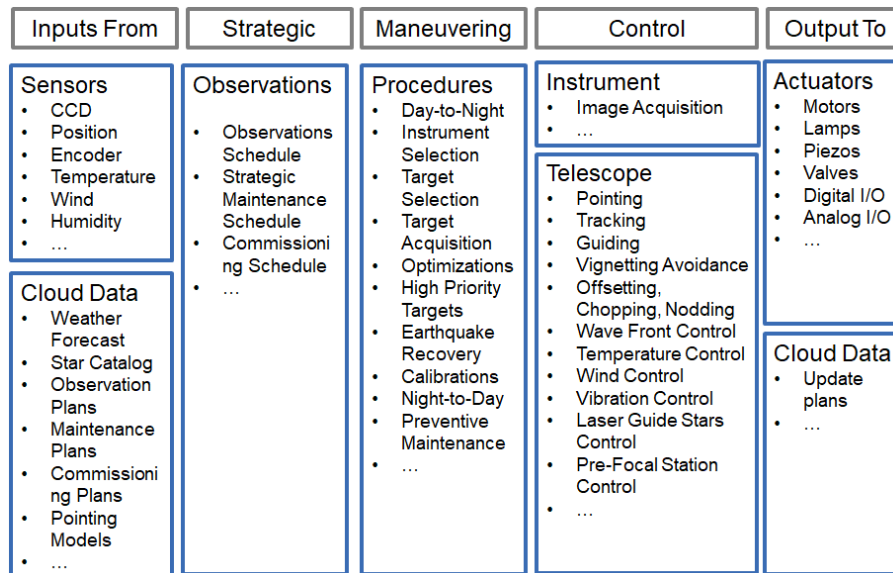 Inputs From
Strategic
Maneuvering
Control
Output To
Sensors
• CCD
• Position
• Encoder
• Temperature
• Wind
• Humidity
• …
Cloud Data
• Weather
Forecast
• Star Catalog
• Observation
Plans
• Maintenance
Plans
• Commissioni
ng Plans
• Pointing
Models
• …
Observations
• Observations
Schedule
• Strategic
Maintenance
Schedule
• Commissioni
ng Schedule
• …
Procedures
• Day-to-Night
• Instrument
Selection
• Target
Selection
• Target
Acquisition
• Optimizations
• High Priority
Targets
• Earthquake
Recovery
• Calibrations
• Night-to-Day
• Preventive
Maintenance
• …
Instrument
• Image Acquisition
• …
Telescope
• Pointing
• Tracking
• Guiding
• Vignetting Avoidance
• Offsetting,
Chopping, Nodding
• Wave Front Control
• Temperature Control
• Wind Control
• Vibration Control
• Laser Guide Stars
Control
• Pre-Focal Station
Control
• …
Actuators
• Motors
• Lamps
• Piezos
• Valves
• Digital I/O
• Analog I/O
• …
Cloud Data
• Update
plans
• …